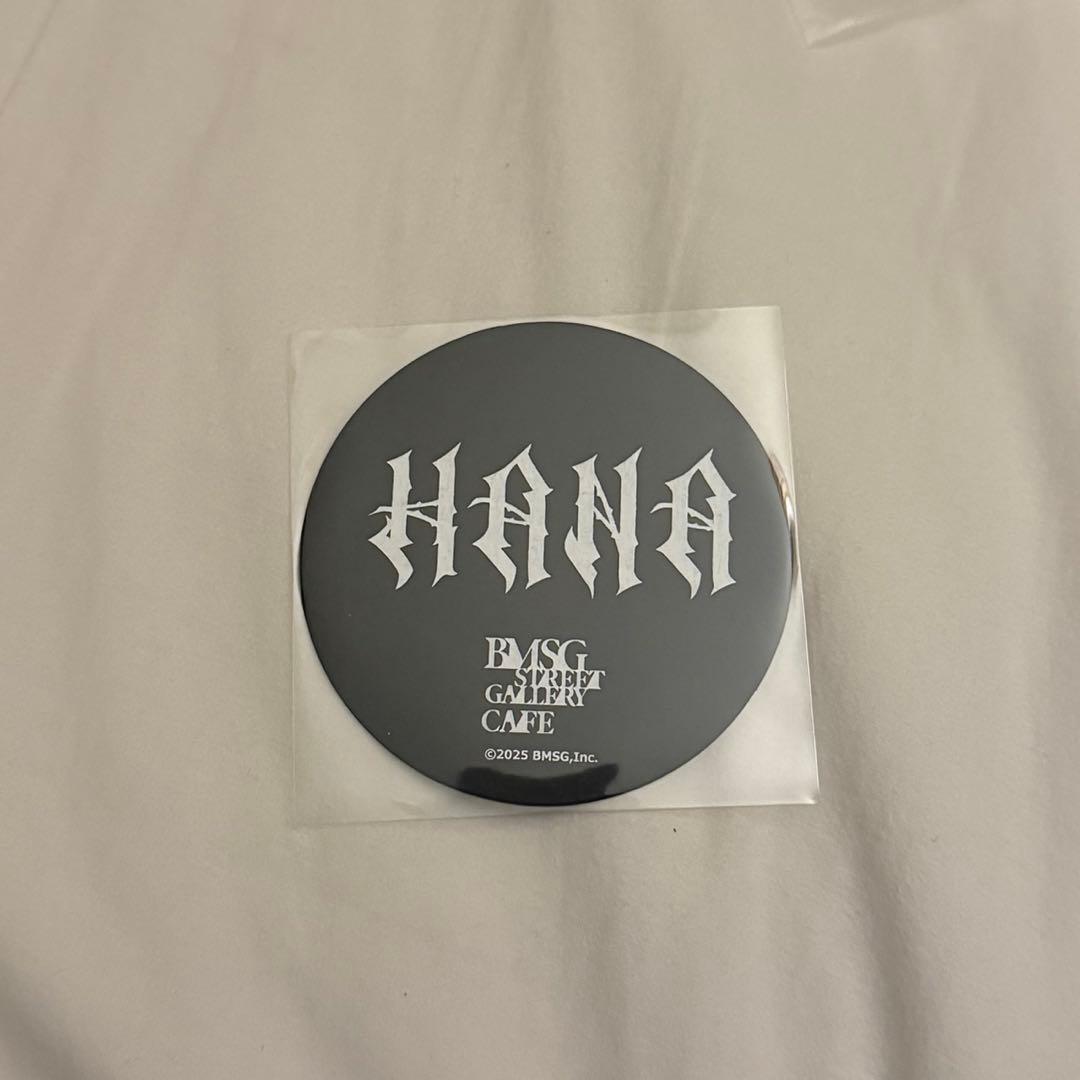 HANA
BMSG
STREET
GALLERY
CAFE
©2025 BMSG,Inc.